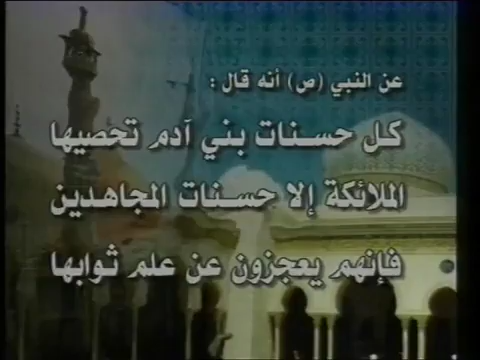 عن النبي (ص) أنه قال :
كل حسنات بني آدم تحصيها
الملائكة إلا حسنات المجاهدين
فإنهم يعجزون عن علم ثوابها